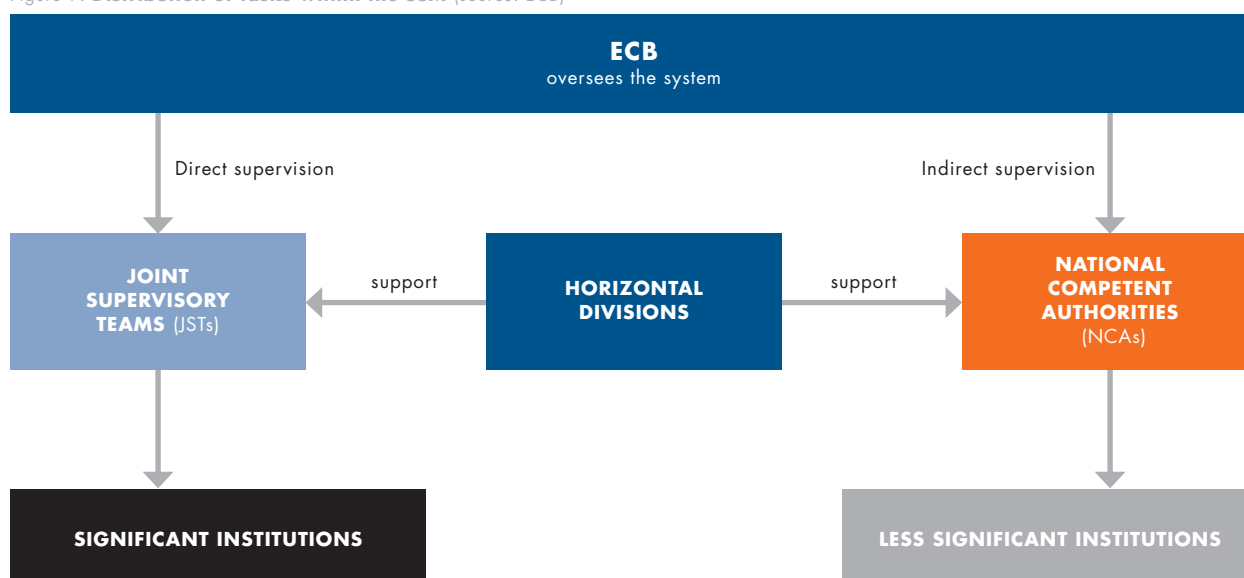 ECB
oversees the system
Direct supervision
Indirect supervision
JOINT
SUPERVISORY
TEAMS (JSTs)
support
HORIZONTAL
DIVISIONS
support
NATIONAL
COMPETENT
AUTHORITIES
(NCAs)
SIGNIFICANT INSTITUTIONS
LESS SIGNIFICANT INSTITUTIONS